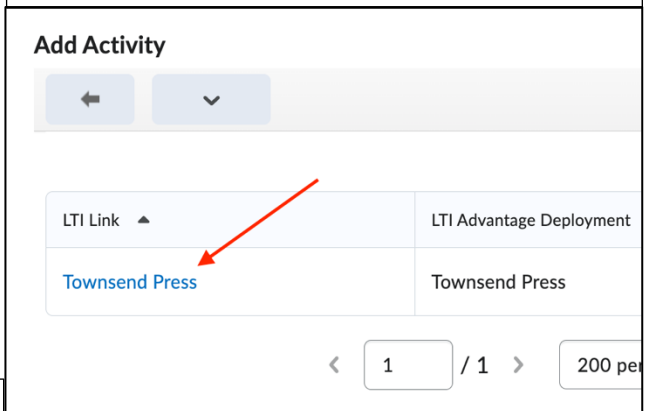 Add Activity
LTI Link LTI Advantage Deployment
Townsend Press Townsend Press
1 / 1 200 per